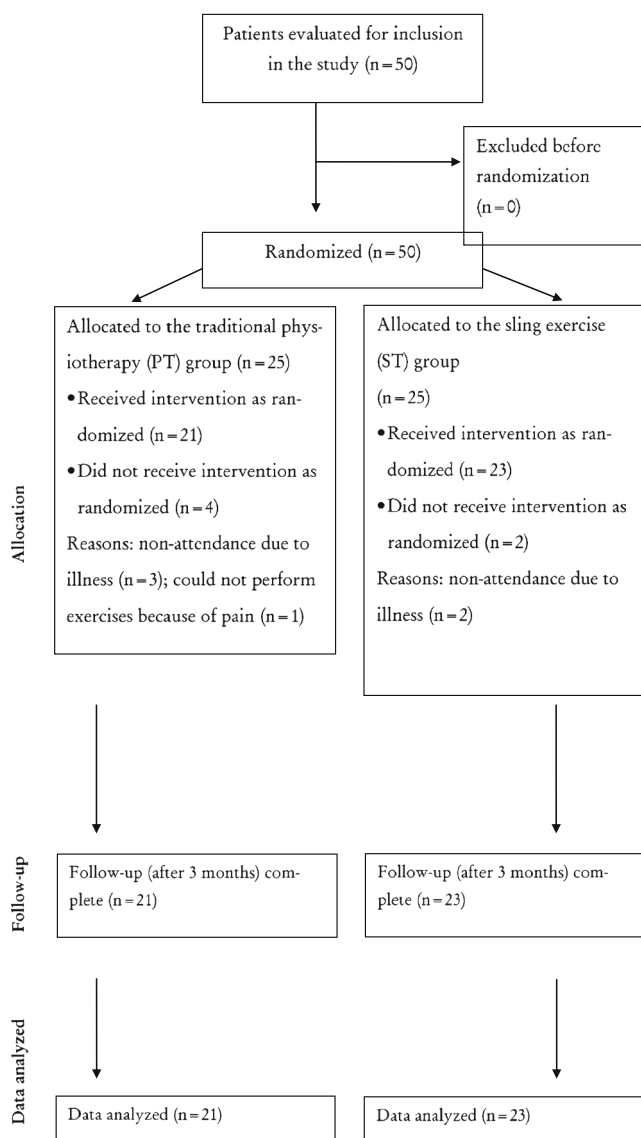 Patients evaluated for inclusion
in the study (n=50)
Excluded before
randomization
(n=0)
Randomized (n=50)
Allocated to the traditional phys-
iotherapy (PT) group (n=25)
•Received intervention as ran-
domized (n=21)
•Did not receive intervention as
randomized (n=4)
Reasons: non-attendance due to
illness (n=3); could not perform
exercises because of pain (n=1)
Allocated to the sling exercise
(ST) group
(n=25)
•Received intervention as ran-
domized (n=23)
•Did not receive intervention as
randomized (n=2)
Reasons: non-attendance due to
illness (n=2)
Allocation
Follow-up (after 3 months) com-
plete (n=21)
Follow-up (after 3 months) com-
plete (n=23)
Follow-up
Data analyzed (n=21)
Data analyzed (n=23)
Data analyzed